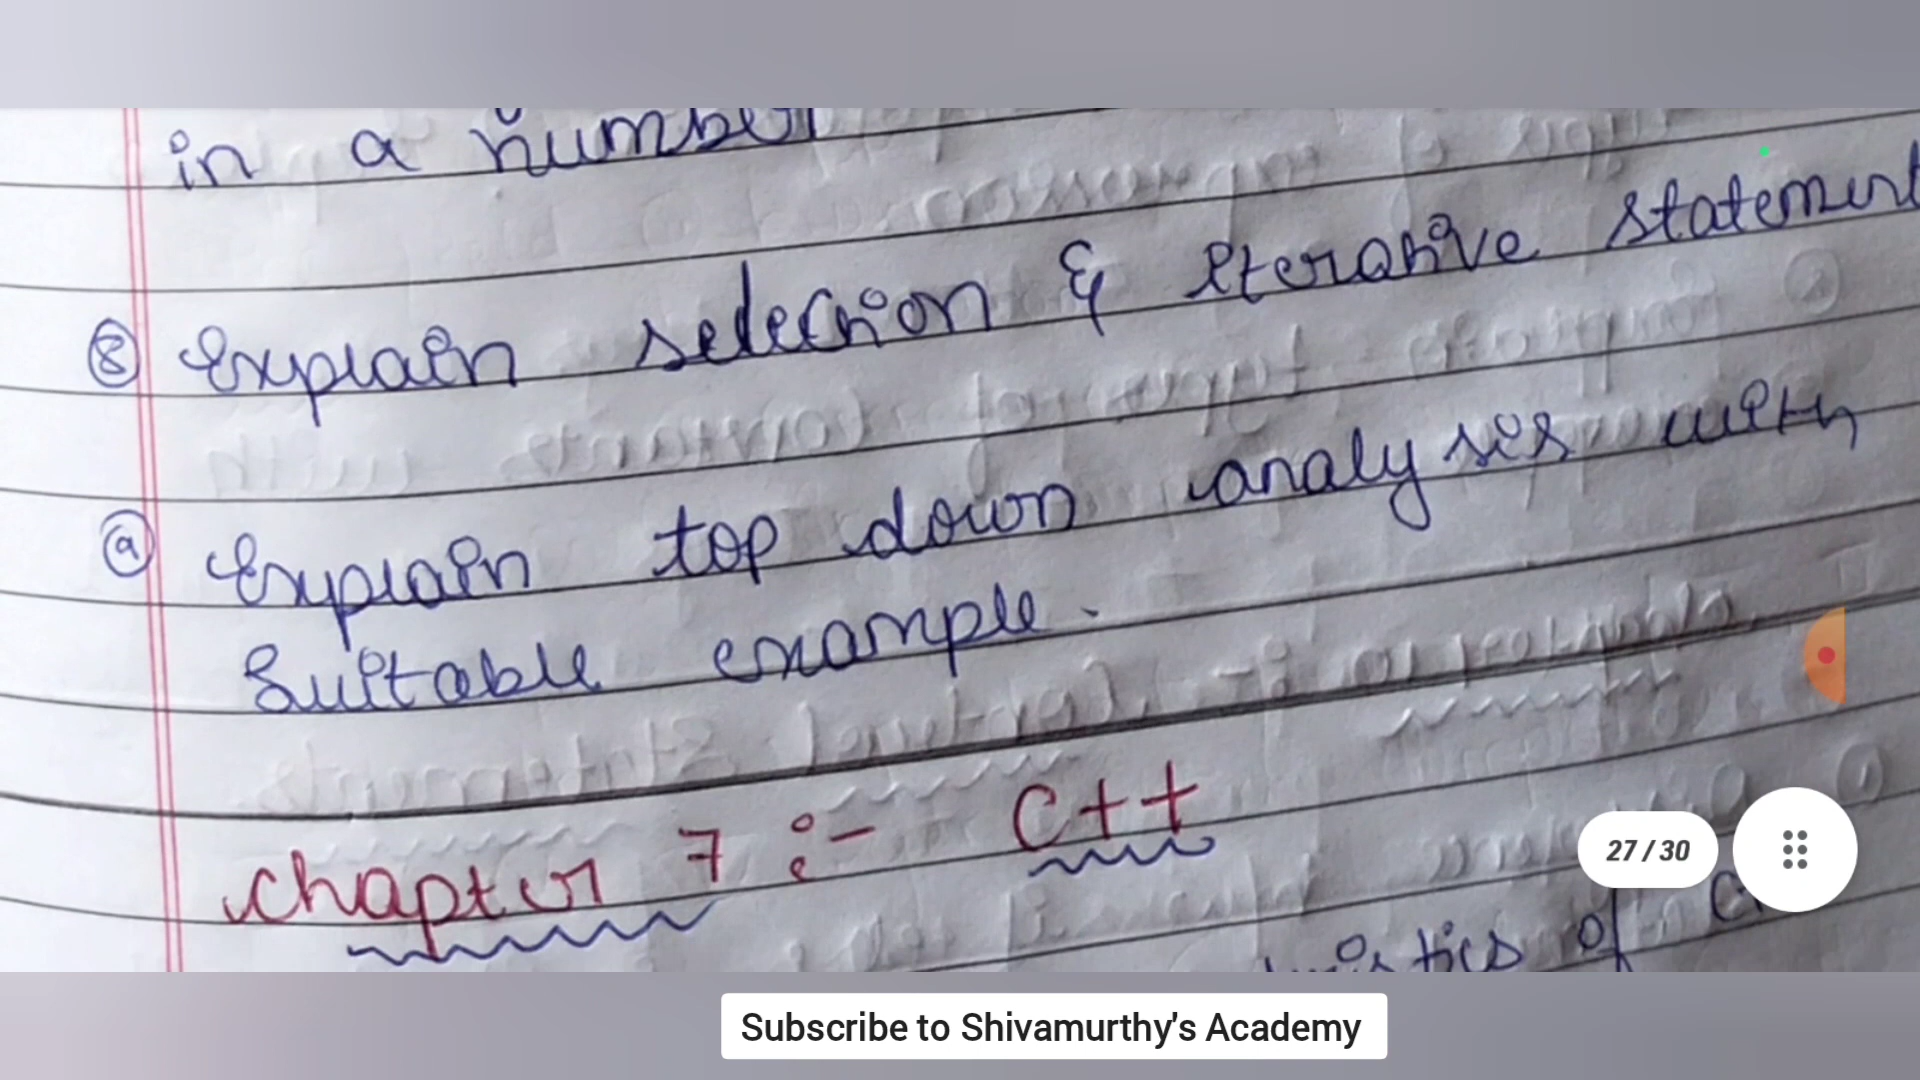 in a number
⑧ Explain selection & iterative statement
⑨ Explain top down analysis with
Suitable example.
chapter 7 :- C++
27 / 30
of
Subscribe to Shivamurthy's Academy